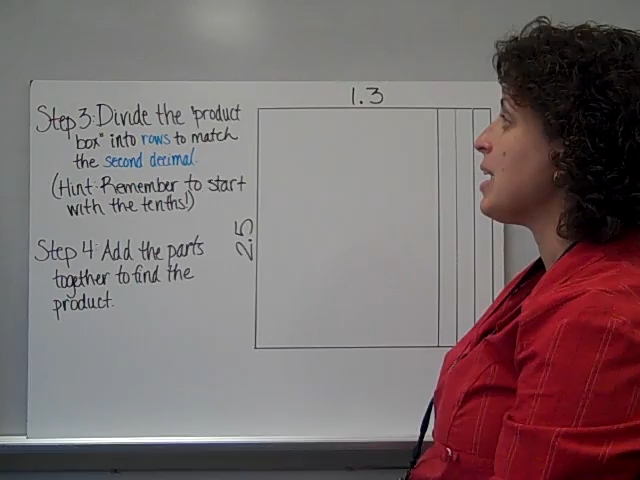 Step 3: Divide the "product
box" into rows to match
the second decimal.
(Hint: Remember to start
with the tenths!)
Step 4: Add the parts
together to find the
product.
1.3
2.5